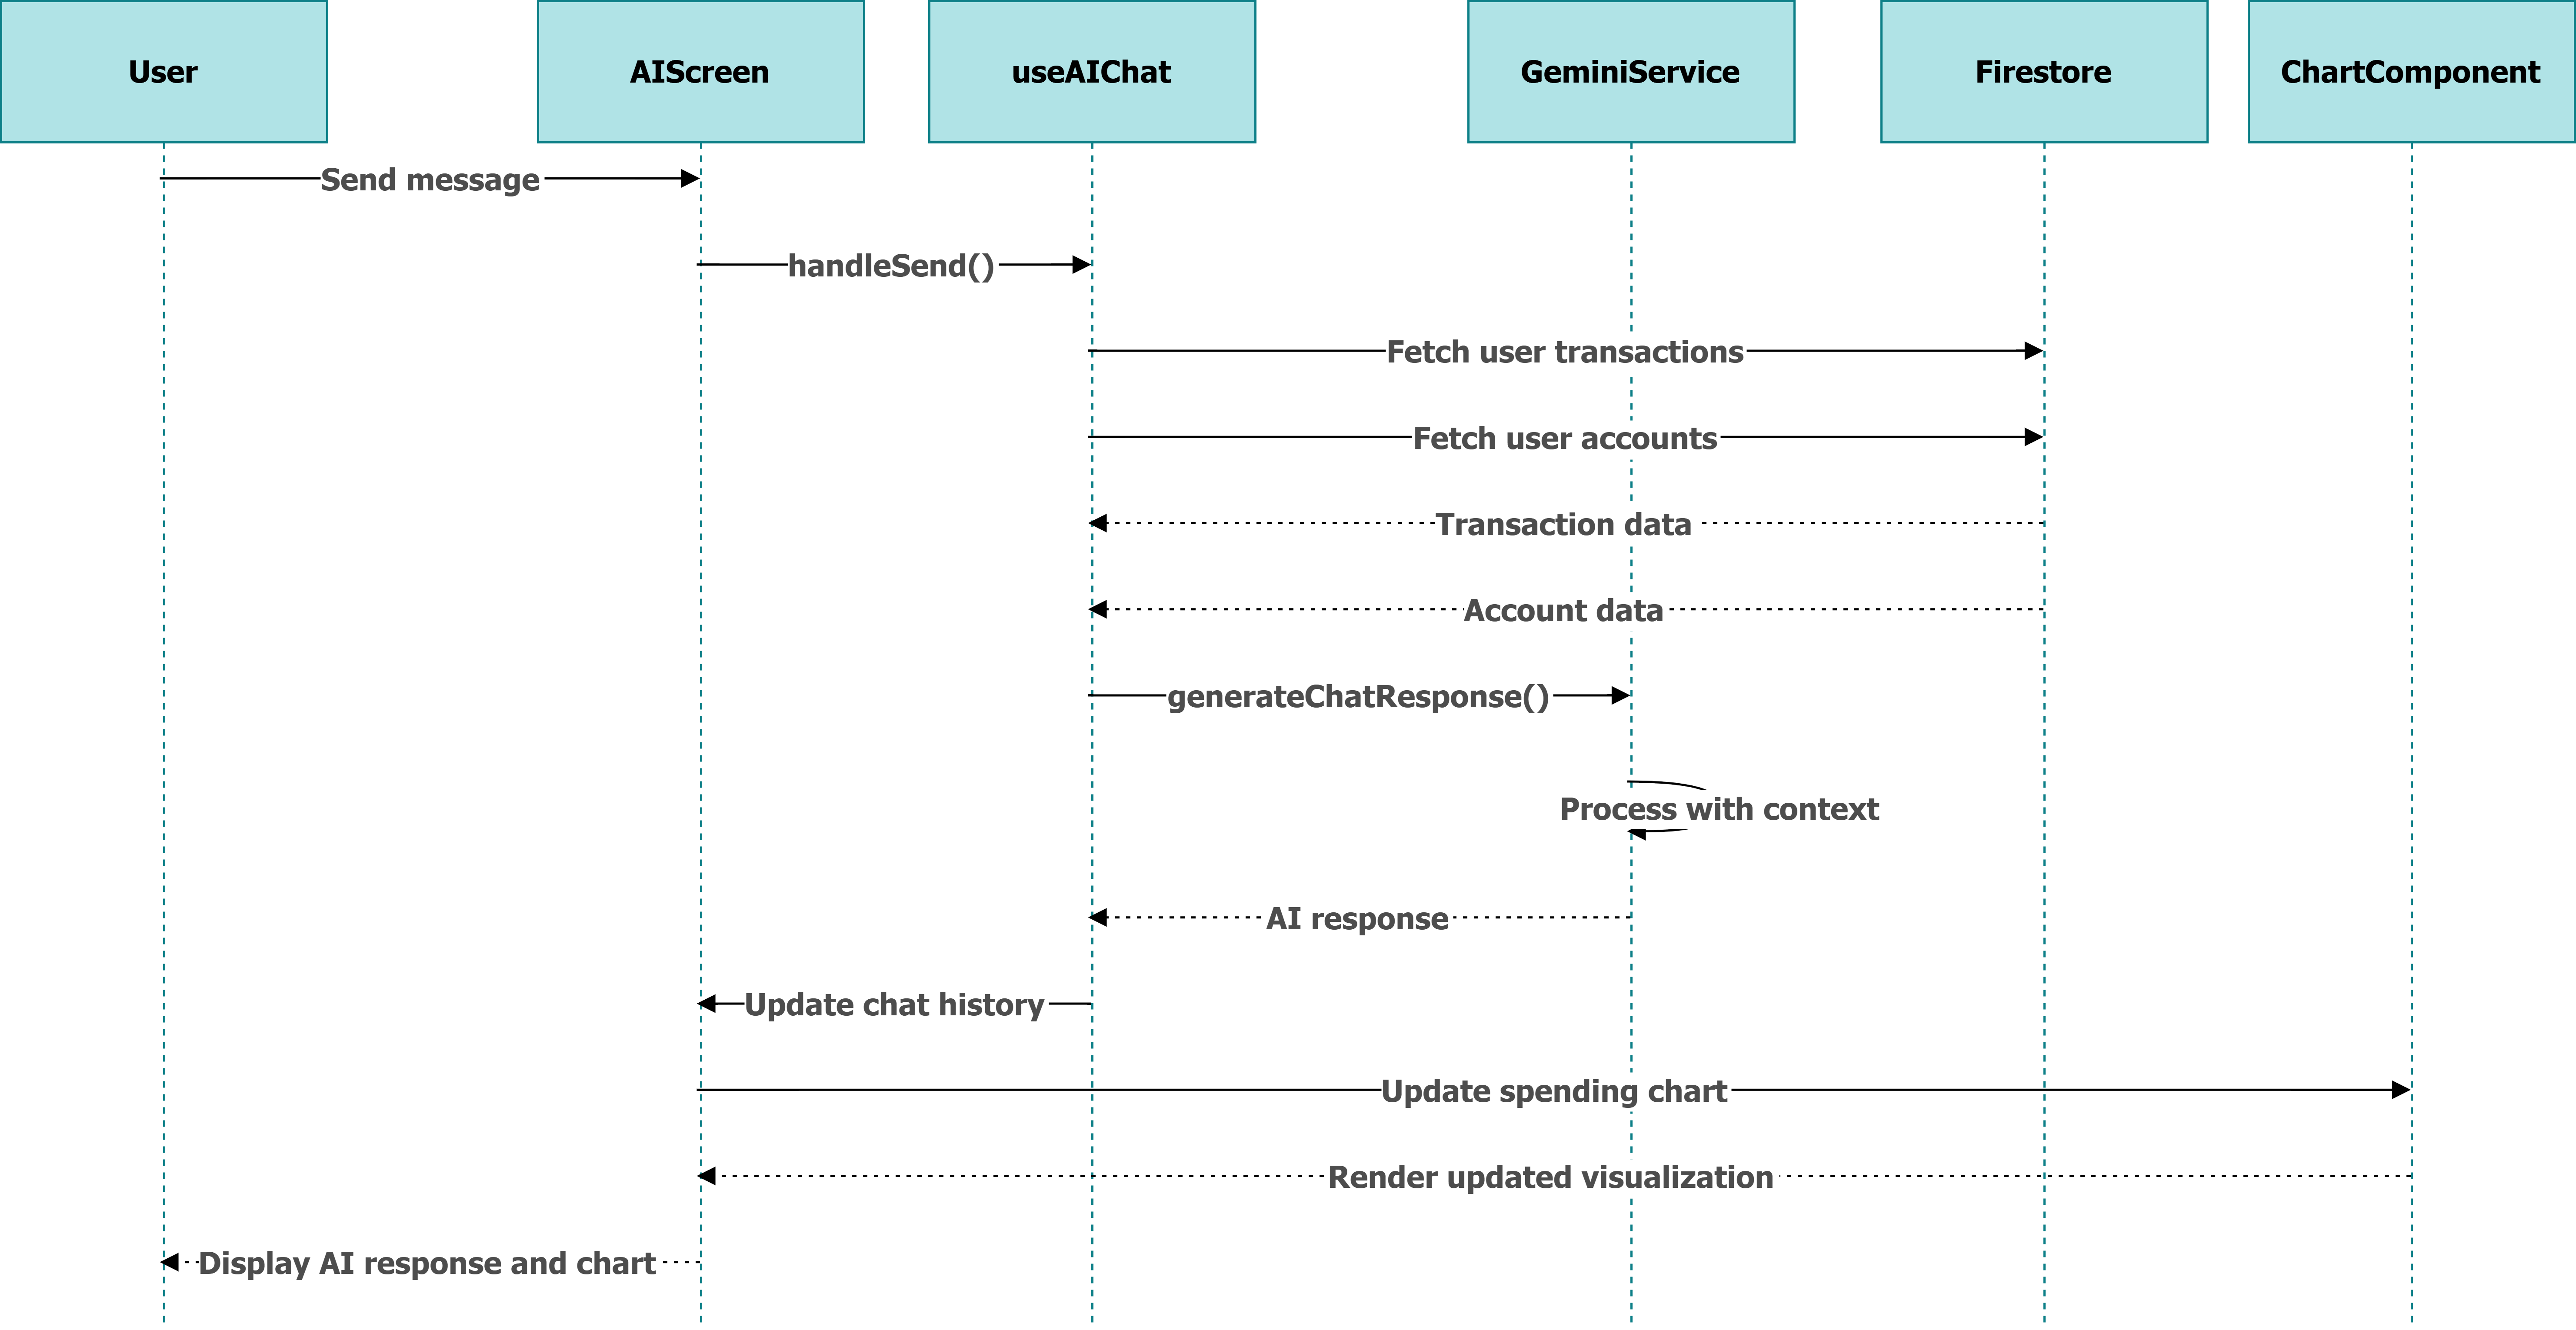 User
AIScreen
useAIChat
GeminiService
Firestore
ChartComponent
Send message
handleSend()
Fetch user transactions
Fetch user accounts
Transaction data
Account data
generateChatResponse()
Process with context
AI response
Update chat history
Update spending chart
Render updated visualization
Display AI response and chart